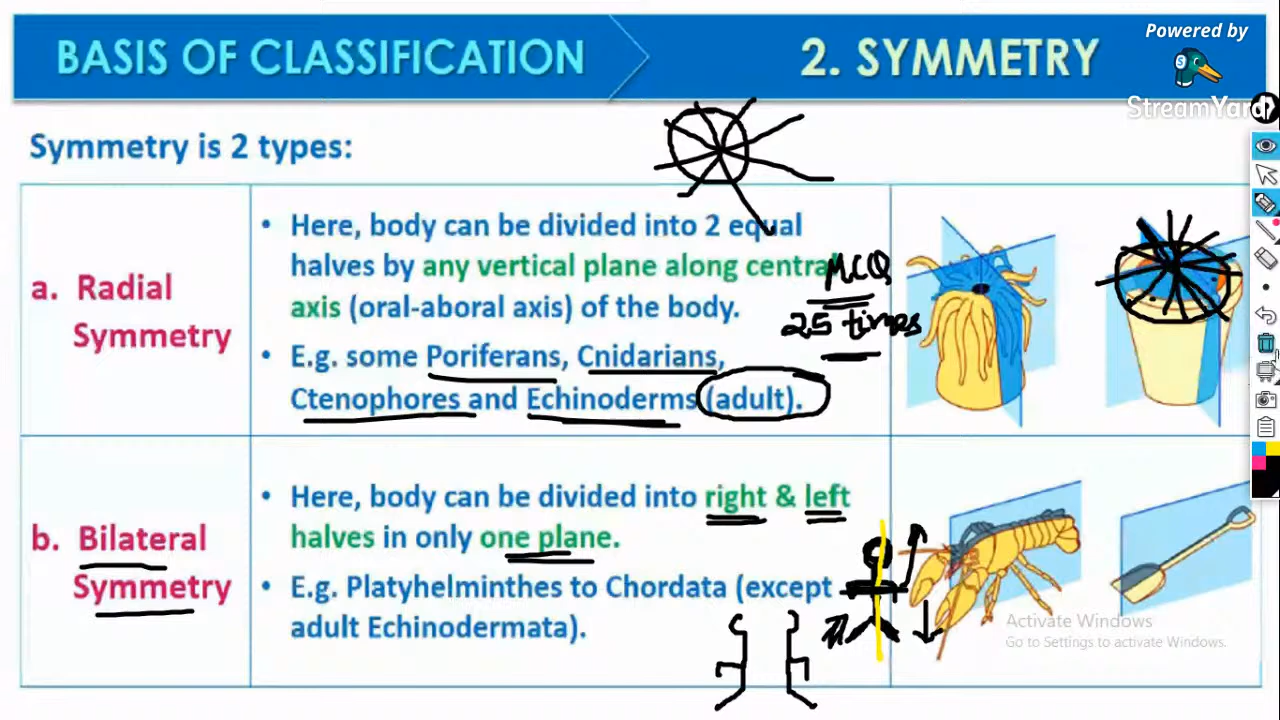 BASIS OF CLASSIFICATION
2. SYMMETRY
Powered by
StreamYard
Symmetry is 2 types:
a. Radial
Symmetry
• Here, body can be divided into 2 equal
halves by any vertical plane along central
axis (oral-aboral axis) of the body.
• E.g. some Poriferans, Cnidarians,
Ctenophores and Echinoderms (adult).
MCQ
25 times
b. Bilateral
Symmetry
• Here, body can be divided into right & left
halves in only one plane.
• E.g. Platyhelminthes to Chordata (except
adult Echinodermata).
Activate Windows
Go to Settings to activate Windows.